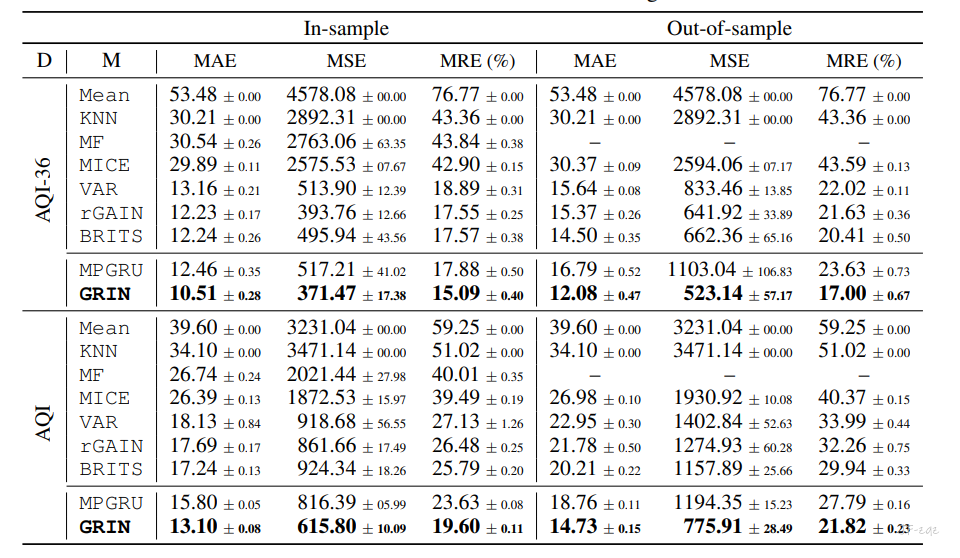 In-sample Out-of-sample
D M MAE MSE MRE (%) MAE MSE MRE (%)
AQI-36
Mean 53.48 ± 0.00 4578.08 ± 00.00 76.77 ± 0.00 53.48 ± 0.00 4578.08 ± 00.00 76.77 ± 0.00
KNN 30.21 ± 0.00 2892.31 ± 00.00 43.36 ± 0.00 30.21 ± 0.00 2892.31 ± 00.00 43.36 ± 0.00
MF 30.54 ± 0.26 2763.06 ± 63.35 43.84 ± 0.38 – – –
MICE 29.89 ± 0.11 2575.53 ± 07.67 42.90 ± 0.15 30.37 ± 0.09 2594.06 ± 07.17 43.59 ± 0.13
VAR 13.16 ± 0.21 513.90 ± 12.39 18.89 ± 0.31 15.64 ± 0.08 833.46 ± 13.85 22.02 ± 0.11
rGAIN 12.23 ± 0.17 393.76 ± 12.66 17.55 ± 0.25 15.37 ± 0.26 641.92 ± 33.89 21.63 ± 0.36
BRITS 12.24 ± 0.26 495.94 ± 43.56 17.57 ± 0.38 14.50 ± 0.35 662.36 ± 65.16 20.41 ± 0.50
MPGRU 12.46 ± 0.35 517.21 ± 41.02 17.88 ± 0.50 16.79 ± 0.52 1103.04 ± 106.83 23.63 ± 0.73
GRIN 10.51 ± 0.28 371.47 ± 17.38 15.09 ± 0.40 12.08 ± 0.47 523.14 ± 57.17 17.00 ± 0.67
AQI
Mean 39.60 ± 0.00 3231.04 ± 00.00 59.25 ± 0.00 39.60 ± 0.00 3231.04 ± 00.00 59.25 ± 0.00
KNN 34.10 ± 0.00 3471.14 ± 00.00 51.02 ± 0.00 34.10 ± 0.00 3471.14 ± 00.00 51.02 ± 0.00
MF 26.74 ± 0.24 2021.44 ± 27.98 40.01 ± 0.35 – – –
MICE 26.39 ± 0.13 1872.53 ± 15.97 39.49 ± 0.19 26.98 ± 0.10 1930.92 ± 10.08 40.37 ± 0.15
VAR 18.13 ± 0.84 918.68 ± 56.55 27.13 ± 1.26 22.95 ± 0.30 1402.84 ± 52.63 33.99 ± 0.44
rGAIN 17.69 ± 0.17 861.66 ± 17.49 26.48 ± 0.25 21.78 ± 0.50 1274.93 ± 60.28 32.26 ± 0.75
BRITS 17.24 ± 0.13 924.34 ± 18.26 25.79 ± 0.20 20.21 ± 0.22 1157.89 ± 25.66 29.94 ± 0.33
MPGRU 15.80 ± 0.05 816.39 ± 05.99 23.63 ± 0.08 18.76 ± 0.11 1194.35 ± 15.23 27.79 ± 0.16
GRIN 13.10 ± 0.08 615.80 ± 10.09 19.60 ± 0.11 14.73 ± 0.15 775.91 ± 28.49 21.82 ± 0.23